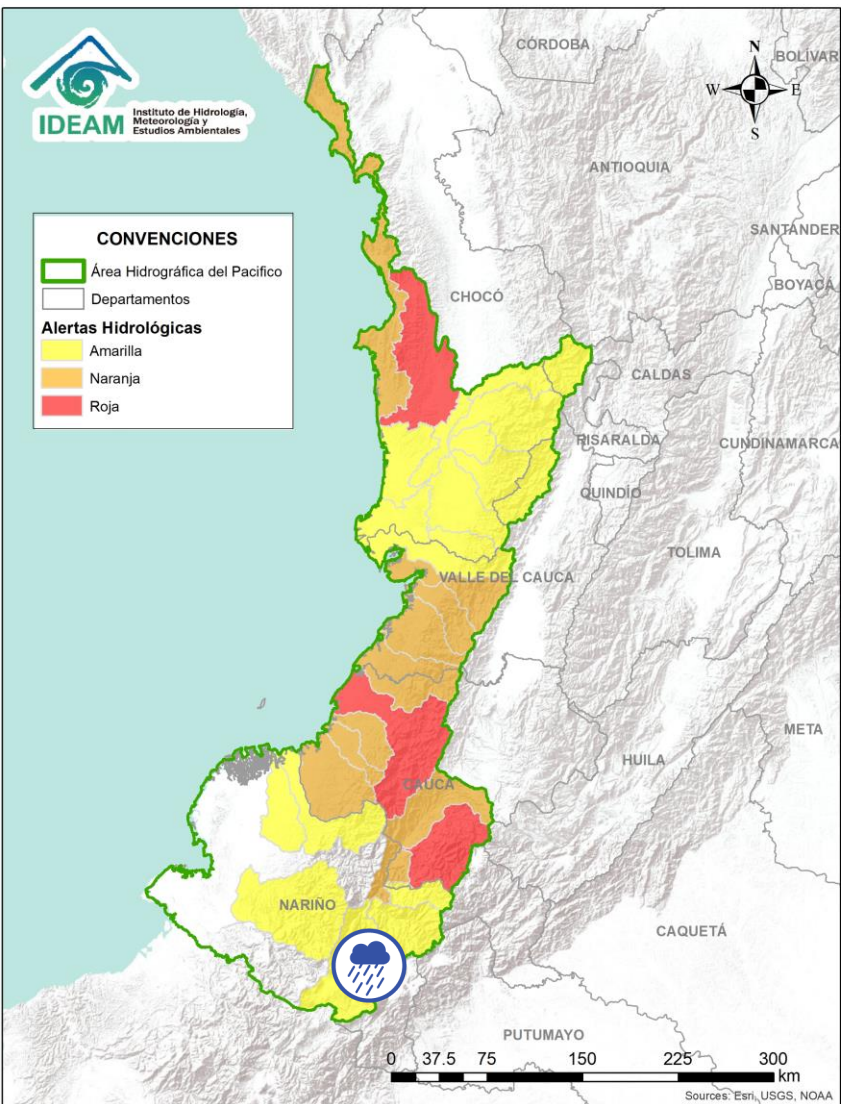 IDEAM
Instituto de Hidrología,
Meteorología y
Estudios Ambientales
N
W
E
S
CONVENCIONES
Área Hidrográfica del Pacifico
Departamentos
Alertas Hidrológicas
Amarilla
Naranja
Roja
CÓRDOBA
BOLÍVAR
ANTIOQUIA
SANTANDER
BOYACÁ
CHOCÓ
CALDAS
RISARALDA
CUNDINAMARCA
QUINDÍO
TOLIMA
VALLE DEL CAUCA
META
HUILA
CAUCA
NARIÑO
CAQUETÁ
PUTUMAYO
0 37.5 75 150 225 300
km
Sources: Esri, USGS, NOAA